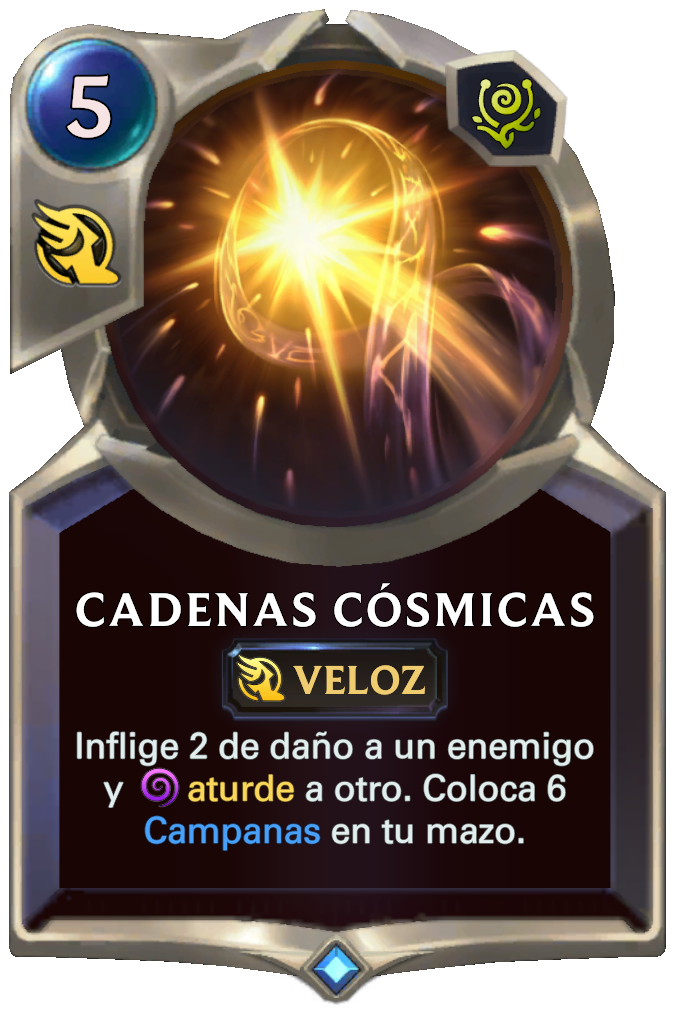 5
CADENAS CÓSMICAS
VELOZ
Inflige 2 de daño a un enemigo
y aturde a otro. Coloca 6
Campanas en tu mazo.